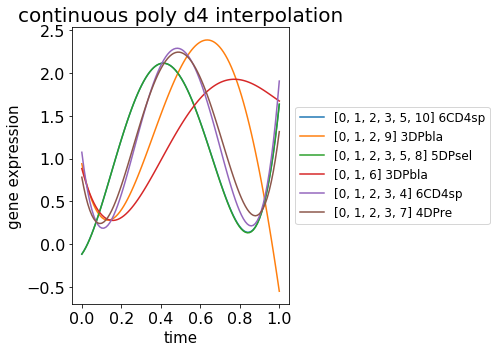 continuous poly d4 interpolation
gene expression
2.5
2.0
1.5
1.0
0.5
0.0
−0.5
0.0 0.2 0.4 0.6 0.8 1.0
time
[0, 1, 2, 3, 5, 10] 6CD4sp
[0, 1, 2, 9] 3DPbla
[0, 1, 2, 3, 5, 8] 5DPsel
[0, 1, 6] 3DPbla
[0, 1, 2, 3, 4] 6CD4sp
[0, 1, 2, 3, 7] 4DPre